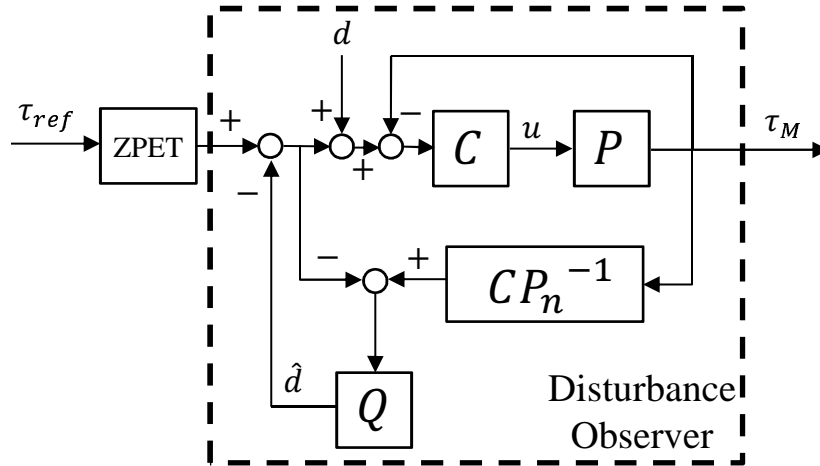 d
τ_ref
ZPET
+
+
+
−
−
C
u
P
τ_M
−
+
CP_n⁻¹
d̂
Q
Disturbance
Observer